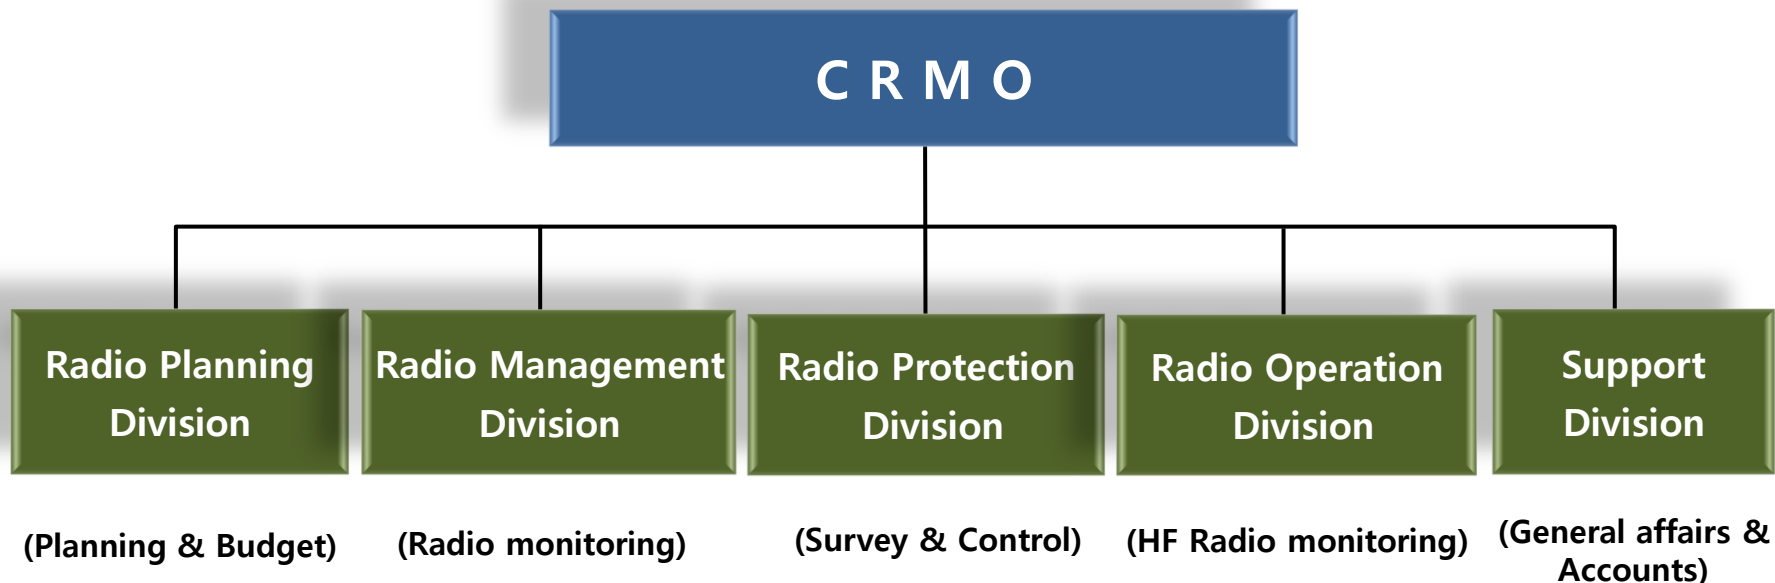 C R M O
Radio Planning
Division
Radio Management
Division
Radio Protection
Division
Radio Operation
Division
Support
Division
(Planning & Budget)
(Radio monitoring)
(Survey & Control)
(HF Radio monitoring)
(General affairs &
Accounts)